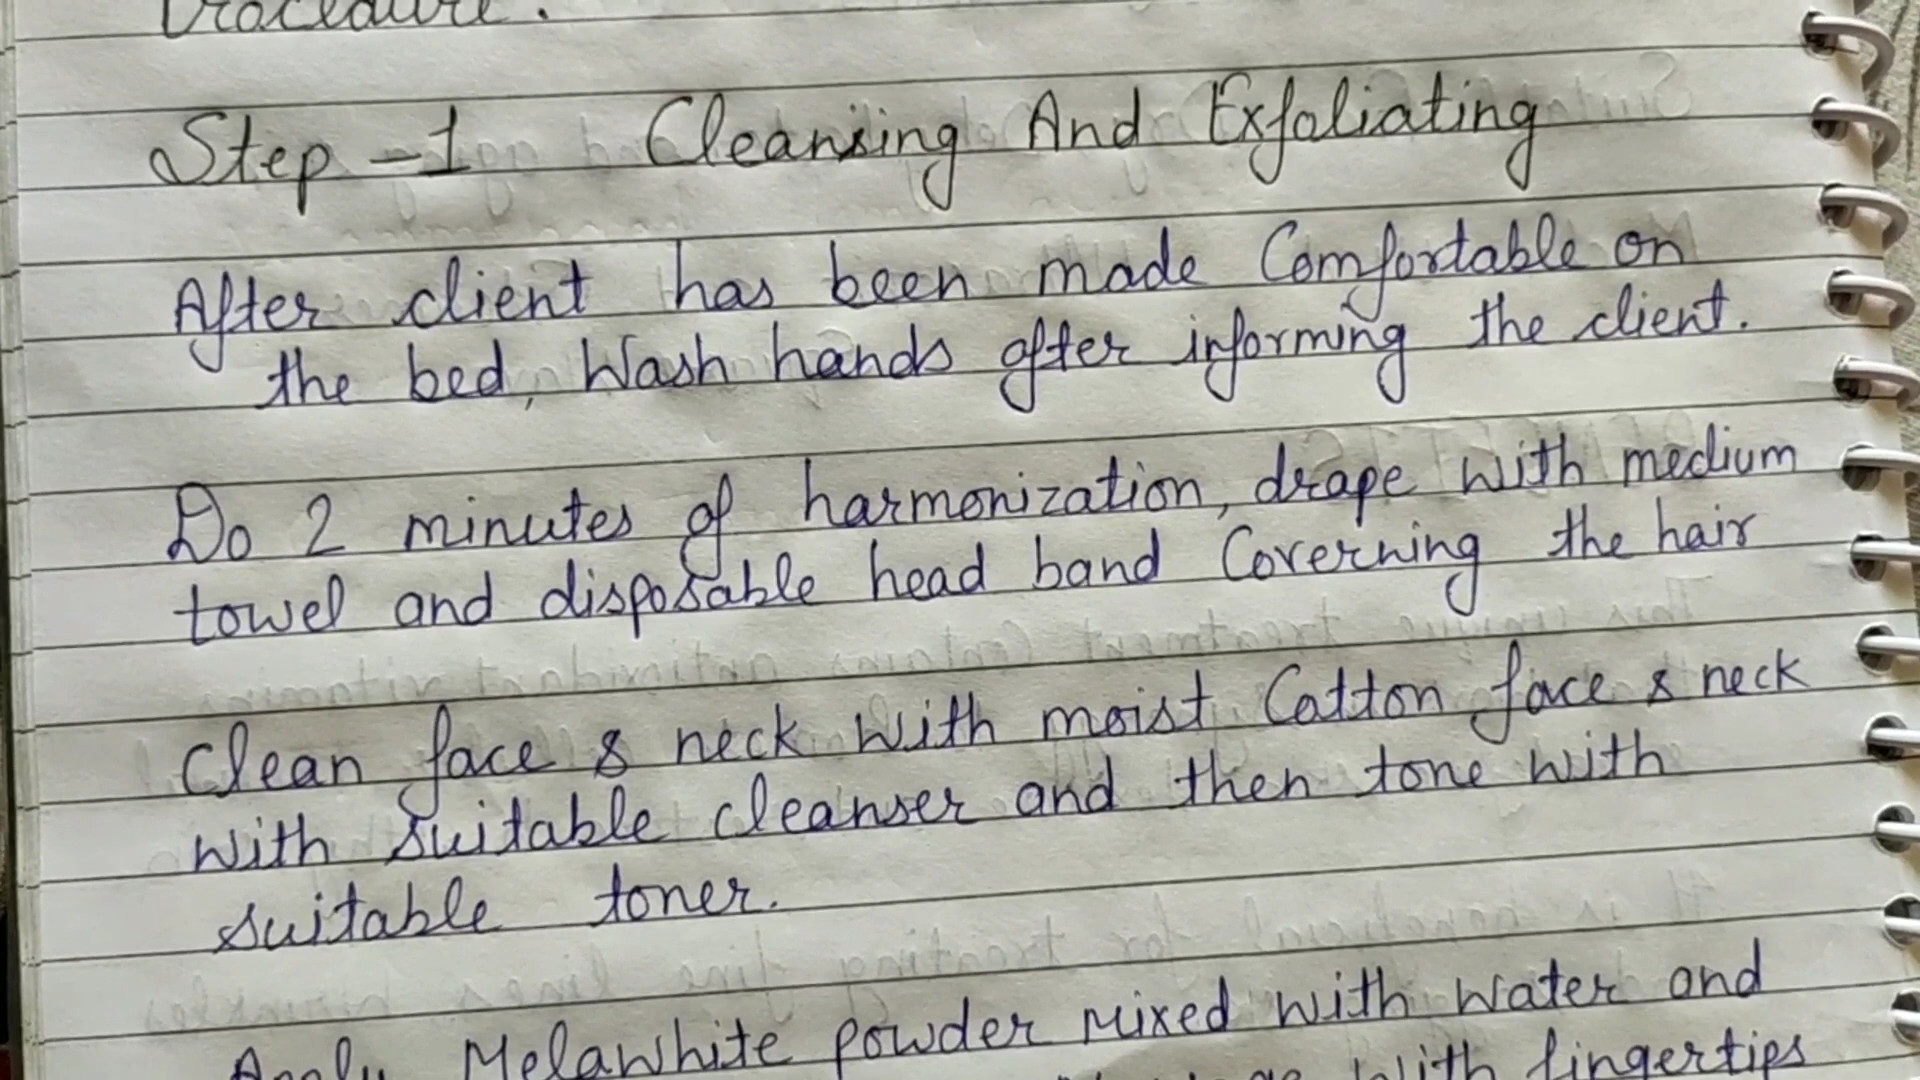 Procedure.
Step -1 Cleansing And Exfoliating
After client has been made Comfortable on
the bed, Wash hands after informing the client.
Do 2 minutes of harmonization, drape with medium
towel and disposable head band Coverning the hair
Clean face & neck with moist Cotton face & neck
with suitable cleanser and then tone with
suitable toner.
Apply Melawhite powder mixed with water and
with fingertips